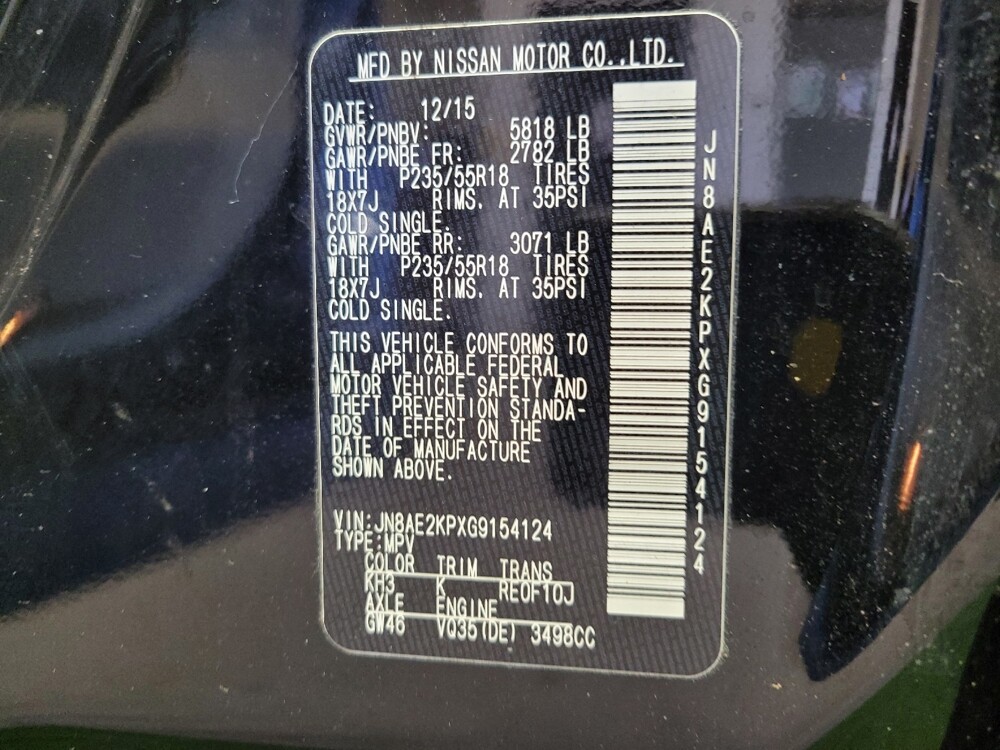 MFD BY NISSAN MOTOR CO.,LTD.
DATE: 12/15
GVWR/PNBV: 5818 LB
GAWR/PNBE FR: 2782 LB
WITH P235/55R18 TIRES
18X7J RIMS. AT 35PSI
COLD SINGLE.
GAWR/PNBE RR: 3071 LB
WITH P235/55R18 TIRES
18X7J RIMS. AT 35PSI
COLD SINGLE.
THIS VEHICLE CONFORMS TO
ALL APPLICABLE FEDERAL
MOTOR VEHICLE SAFETY AND
THEFT PREVENTION STANDA-
RDS IN EFFECT ON THE
DATE OF MANUFACTURE
SHOWN ABOVE.
VIN:JN8AE2KPXG9154124
TYPE:MPV
COLOR TRIM TRANS
KH3 K RE0F10J
AXLE ENGINE
GW46 VQ35(DE) 3498CC
JN8AE2KPXG9154124